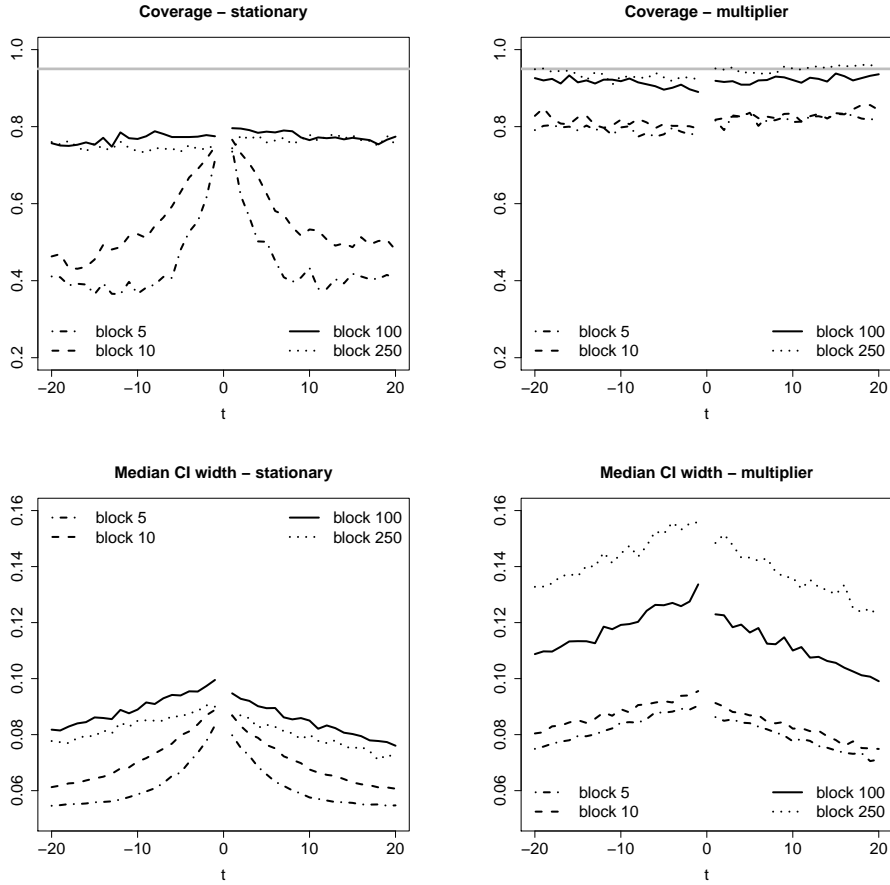 Coverage − stationary
1.0
0.8
0.6
0.4
0.2
block 5
block 10
block 100
block 250
−20
−10
0
10
20
t
Coverage − multiplier
1.0
0.8
0.6
0.4
0.2
block 5
block 10
block 100
block 250
−20
−10
0
10
20
t
Median CI width − stationary
0.16
0.14
0.12
0.10
0.08
0.06
block 5
block 10
block 100
block 250
−20
−10
0
10
20
t
Median CI width − multiplier
0.16
0.14
0.12
0.10
0.08
0.06
block 5
block 10
block 100
block 250
−20
−10
0
10
20
t